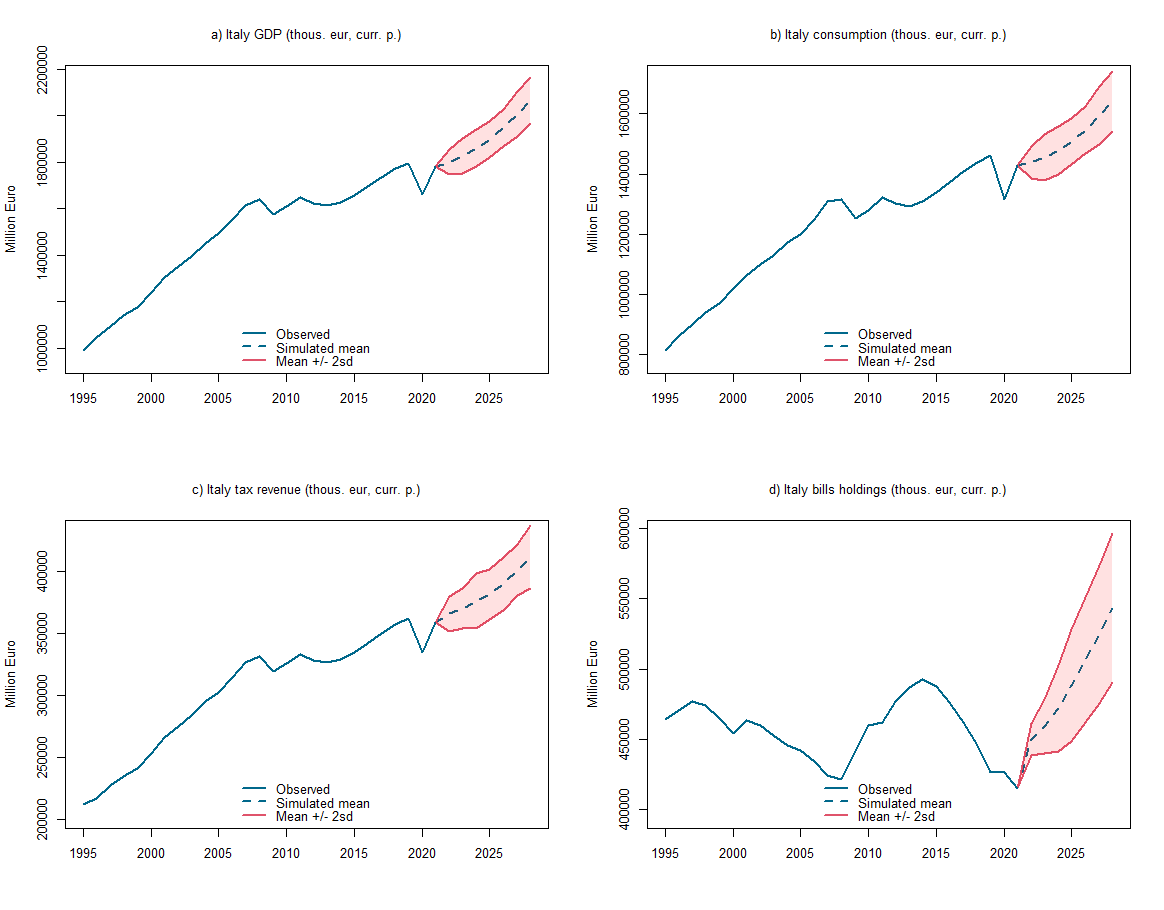 a) Italy GDP (thous. eur, curr. p.)
Million Euro
1000000
1400000
1800000
2200000
Observed
Simulated mean
Mean +/- 2sd
1995 2000 2005 2010 2015 2020 2025
b) Italy consumption (thous. eur, curr. p.)
Million Euro
800000
1000000
1200000
1400000
1600000
Observed
Simulated mean
Mean +/- 2sd
1995 2000 2005 2010 2015 2020 2025
c) Italy tax revenue (thous. eur, curr. p.)
Million Euro
200000
250000
300000
350000
400000
Observed
Simulated mean
Mean +/- 2sd
1995 2000 2005 2010 2015 2020 2025
d) Italy bills holdings (thous. eur, curr. p.)
Million Euro
400000
450000
500000
550000
600000
Observed
Simulated mean
Mean +/- 2sd
1995 2000 2005 2010 2015 2020 2025